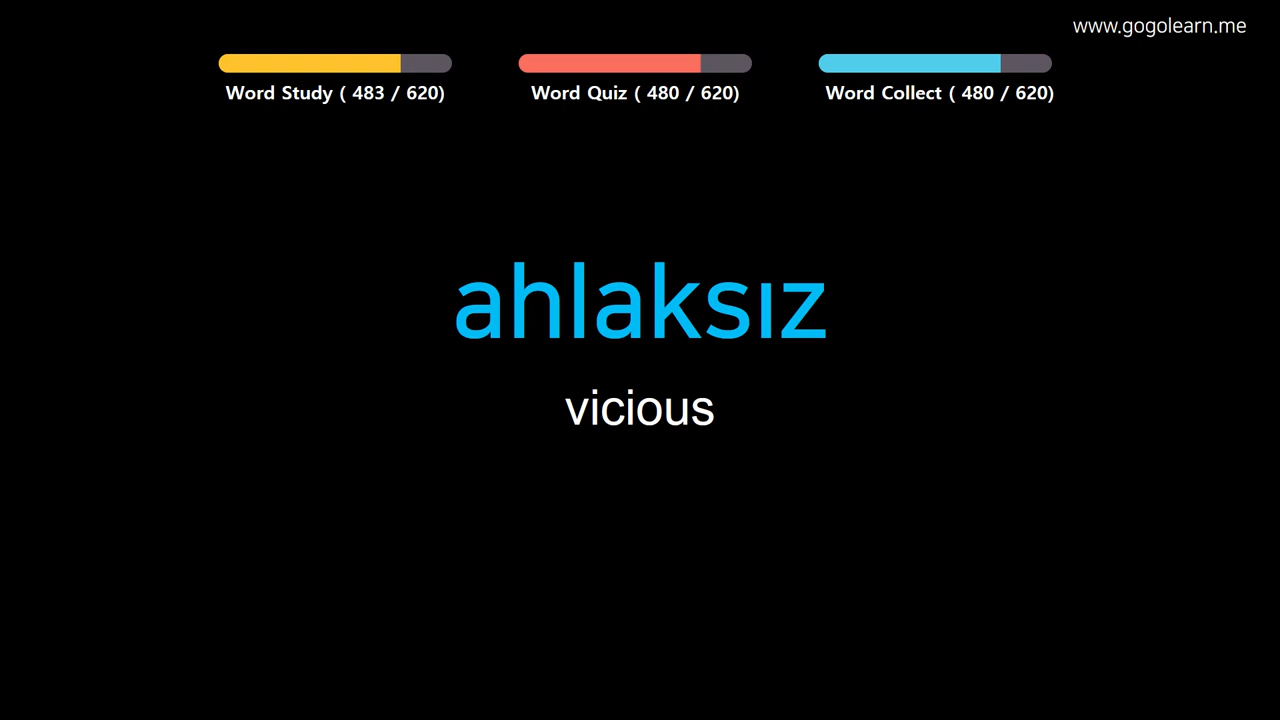 www.gogolearn.me
Word Study ( 483 / 620)
Word Quiz ( 480 / 620)
Word Collect ( 480 / 620)
ahlaksız
vicious